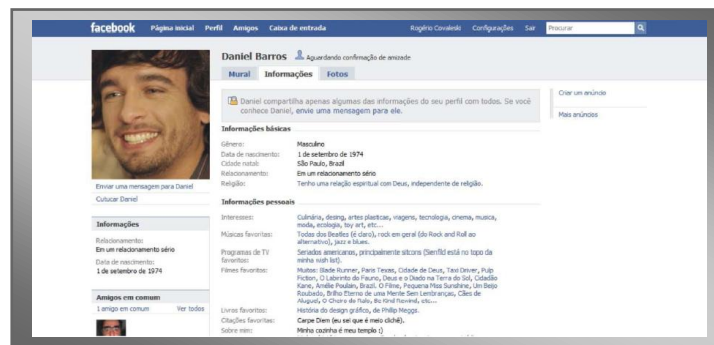 facebook Página inicial Perfil Amigos Caixa de entrada Rogério Covaleski Configurações Sair Procurar
Daniel Barros Aguardando confirmação de amizade
Mural Informações Fotos
Daniel compartilha apenas algumas das informações do seu perfil com todos. Se você
conhece Daniel, envie uma mensagem para ele.
Criar um anúncio
Mais anúncios
Informações básicas
Gênero: Masculino
Data de nascimento: 1 de setembro de 1974
Cidade natal: São Paulo, Brazil
Relacionamento: Em um relacionamento sério
Religião: Tenho uma relação espiritual com Deus, independente de religião.
Informações pessoais
Interesses: Culinária, desing, artes plasticas, viagens, tecnologia, cinema, musica,
moda, ecologia, toy art, etc...
Músicas favoritas: Todas dos Beatles (é claro), rock em geral (do Rock and Roll ao
alternativo), jazz e blues.
Programas de TV favoritos: Seriados americanos, principalmente sitcons (Sienfild está no topo da
minha wish list).
Filmes favoritos: Muitos: Blade Runner, Paris Texas, Cidade de Deus, Taxi Driver, Pulp
Fiction, O Labirinto do Fauno, Deus e o Diado na Terra do Sol, Cidadão
Kane, Amélie Poulain, Brazil. O Filme, Pequena Miss Sunshine, Um Beijo
Roubado, Brilho Eterno de uma Mente Sem Lembranças, Cães de
Aluguel, O Cheiro do Ralo, Be Kind Rewind, etc...
Livros favoritos: História do design gráfico, de Phillip Meggs.
Citações favoritas: Carpe Diem (eu sei que é meio clichê).
Sobre mim: Minha cozinha é meu templo :)
Enviar uma mensagem para Daniel
Cutucar Daniel
Informações
Relacionamento:
Em um relacionamento sério
Data de nascimento:
1 de setembro de 1974
Amigos em comum
1 amigo em comum Ver todos